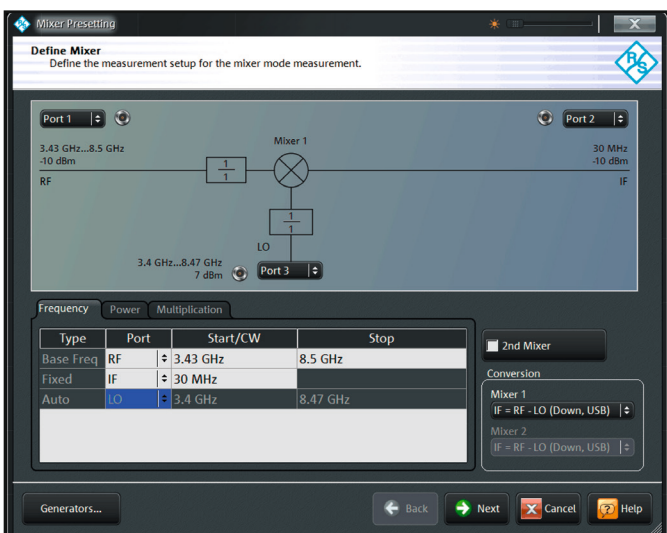 Mixer Presetting
Define Mixer
Define the measurement setup for the mixer mode measurement.
R
S
Port 1
Port 2
3.43 GHz...8.5 GHz
-10 dBm
RF
1
1
Mixer 1
30 MHz
-10 dBm
IF
1
1
LO
3.4 GHz...8.47 GHz
7 dBm
Port 3
Frequency Power Multiplication
Type Port Start/CW Stop
Base Freq RF 3.43 GHz 8.5 GHz
Fixed IF 30 MHz
Auto LO 3.4 GHz 8.47 GHz
2nd Mixer
Conversion
Mixer 1
IF = RF - LO (Down, USB)
Mixer 2
IF = RF - LO (Down, USB)
Generators... Back Next X Cancel ? Help